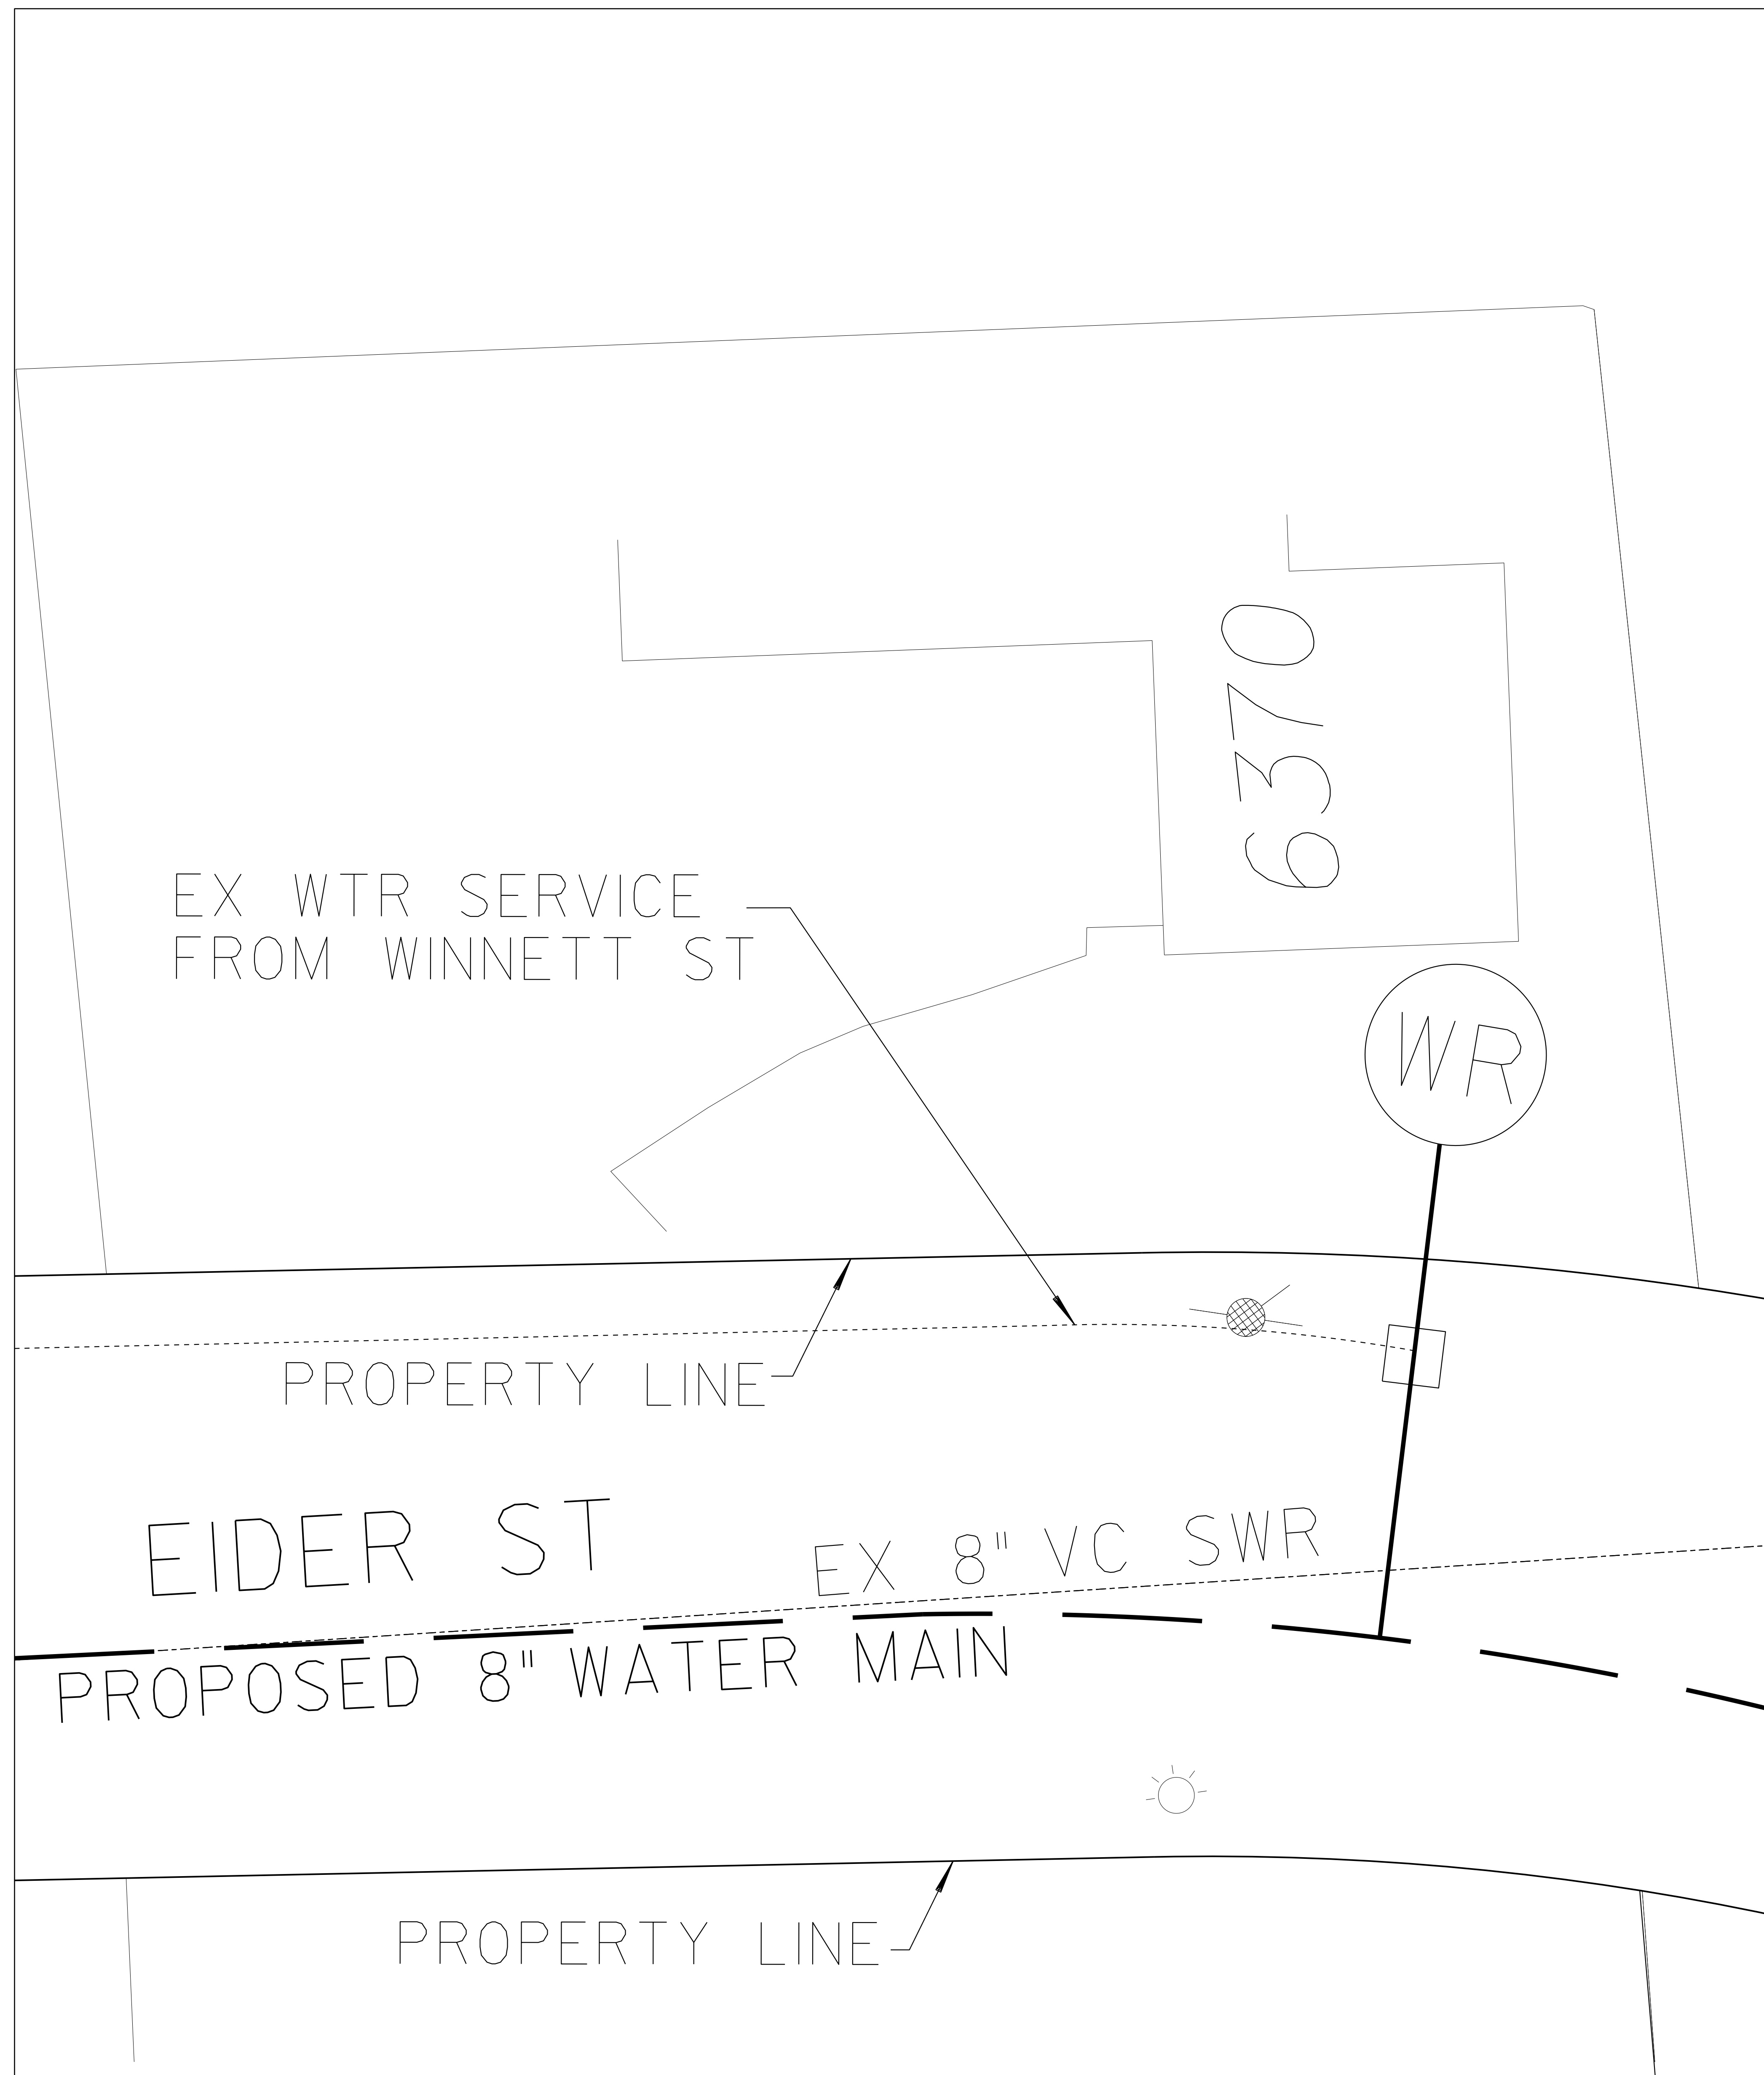 6370
EX WTR SERVICE
FROM WINNETT ST
WR
PROPERTY LINE
EIDER ST
EX 8" VC SWR
PROPOSED 8" WATER MAIN
PROPERTY LINE